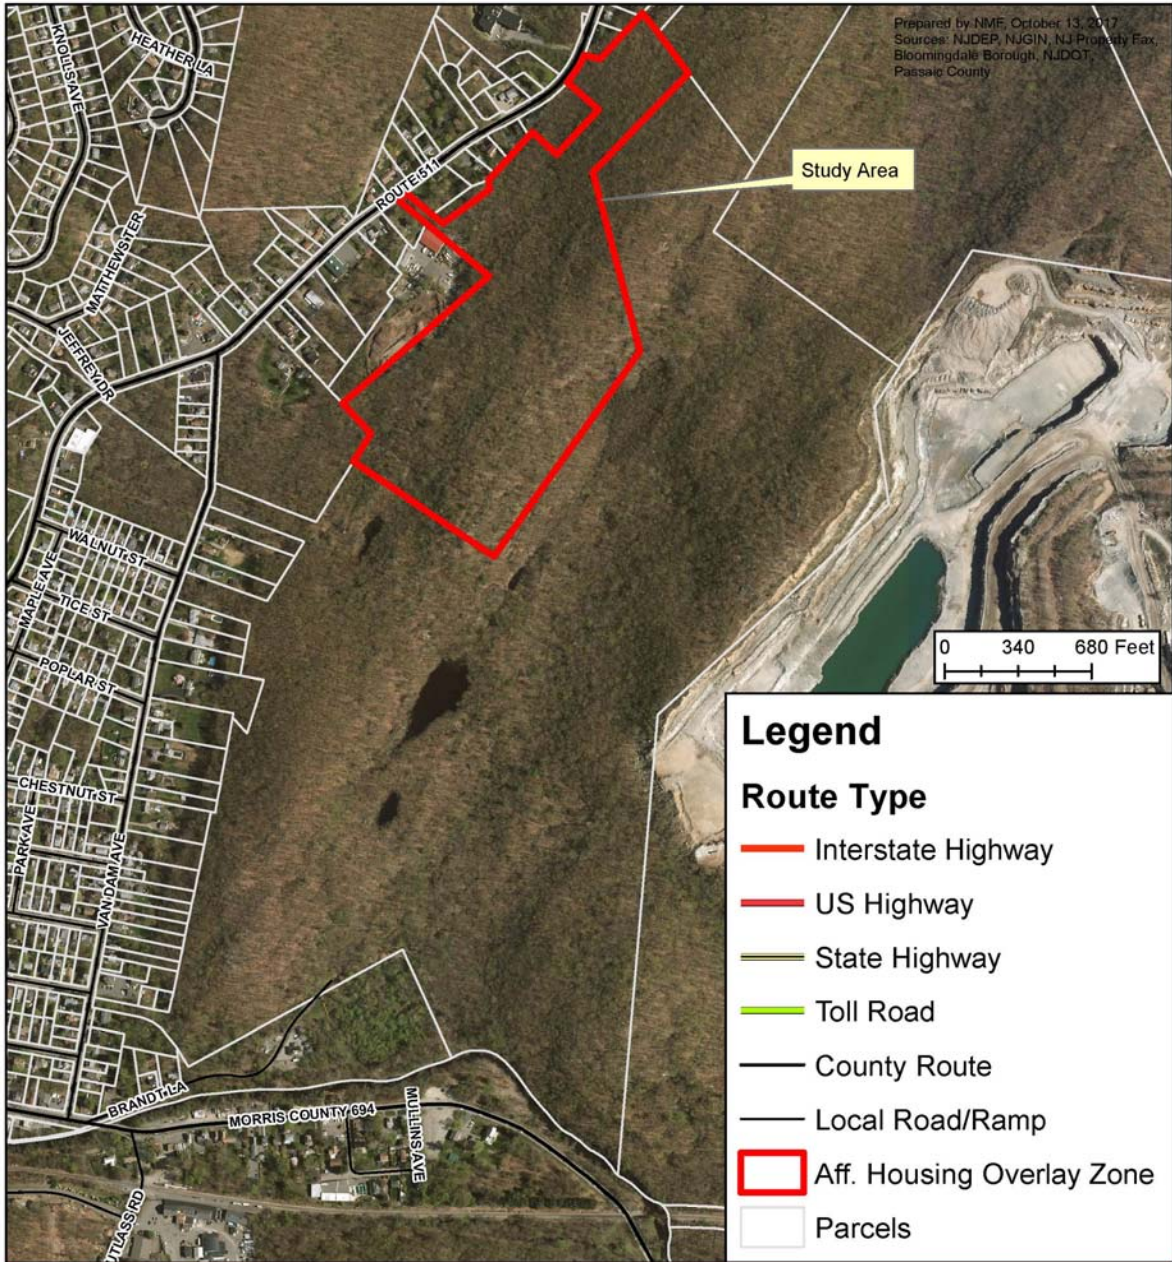 Prepared by NMF, October 13, 2017
Sources: NJDEP, NJGIN, NJ Property Fax,
Bloomingdale Borough, NJDOT,
Passaic County
KNOLLS AVE
HEATHER LA
Study Area
ROUTE 511
MATTHEWS TER
JEFFREY DR
WALNUT ST
MAPLE AVE
TICE ST
POPLAR ST
0 340 680 Feet
CHESTNUT ST
PARK AVE
VAN DAM AVE
BRANDT LA
MORRIS COUNTY 694
MULLINS AVE
UTLASS RD
Legend
Route Type
Interstate Highway
US Highway
State Highway
Toll Road
County Route
Local Road/Ramp
Aff. Housing Overlay Zone
Parcels